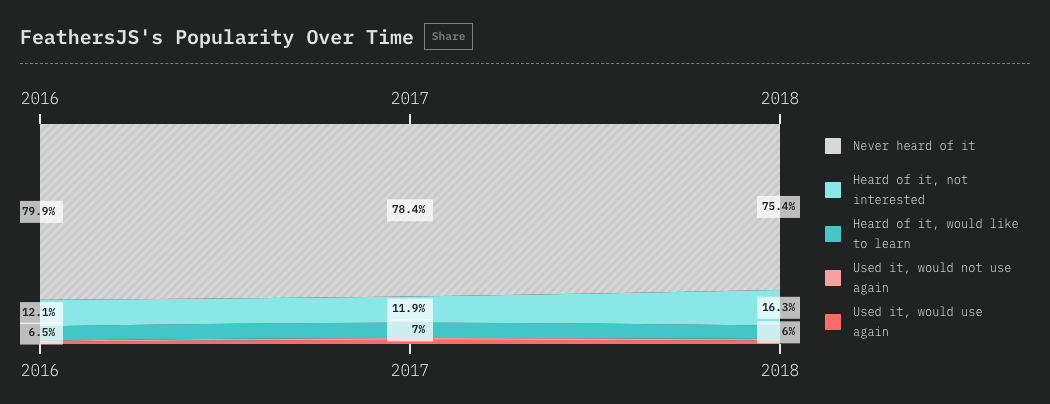 FeathersJS's Popularity Over Time Share
2016 2017 2018
Never heard of it
Heard of it, not
interested
79.9% 78.4% 75.4%
Heard of it, would like
to learn
Used it, would not use
again
12.1% 11.9% 16.3%
Used it, would use
again
6.5% 7% 6%
2016 2017 2018